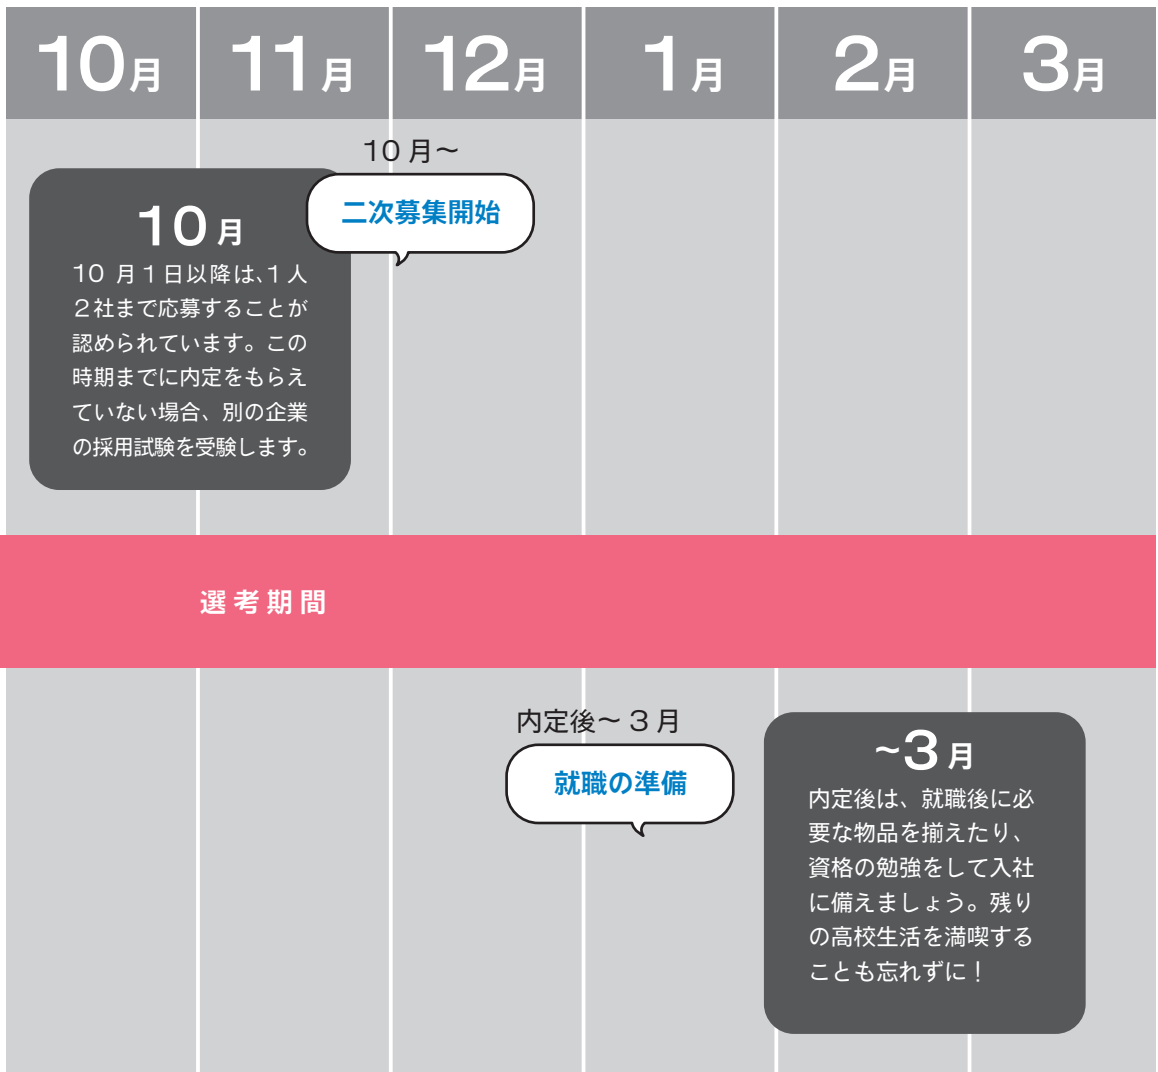 10月
11月
12月
1月
2月
3月
10月〜
二次募集開始
10月
10月1日以降は、1人
2社まで応募することが
認められています。この
時期までに内定をもらえ
ていない場合、別の企業
の採用試験を受験します。
選考期間
内定後〜3月
就職の準備
~3月
内定後は、就職後に必
要な物品を揃えたり、
資格の勉強をして入社
に備えましょう。残り
の高校生活を満喫する
ことも忘れずに！